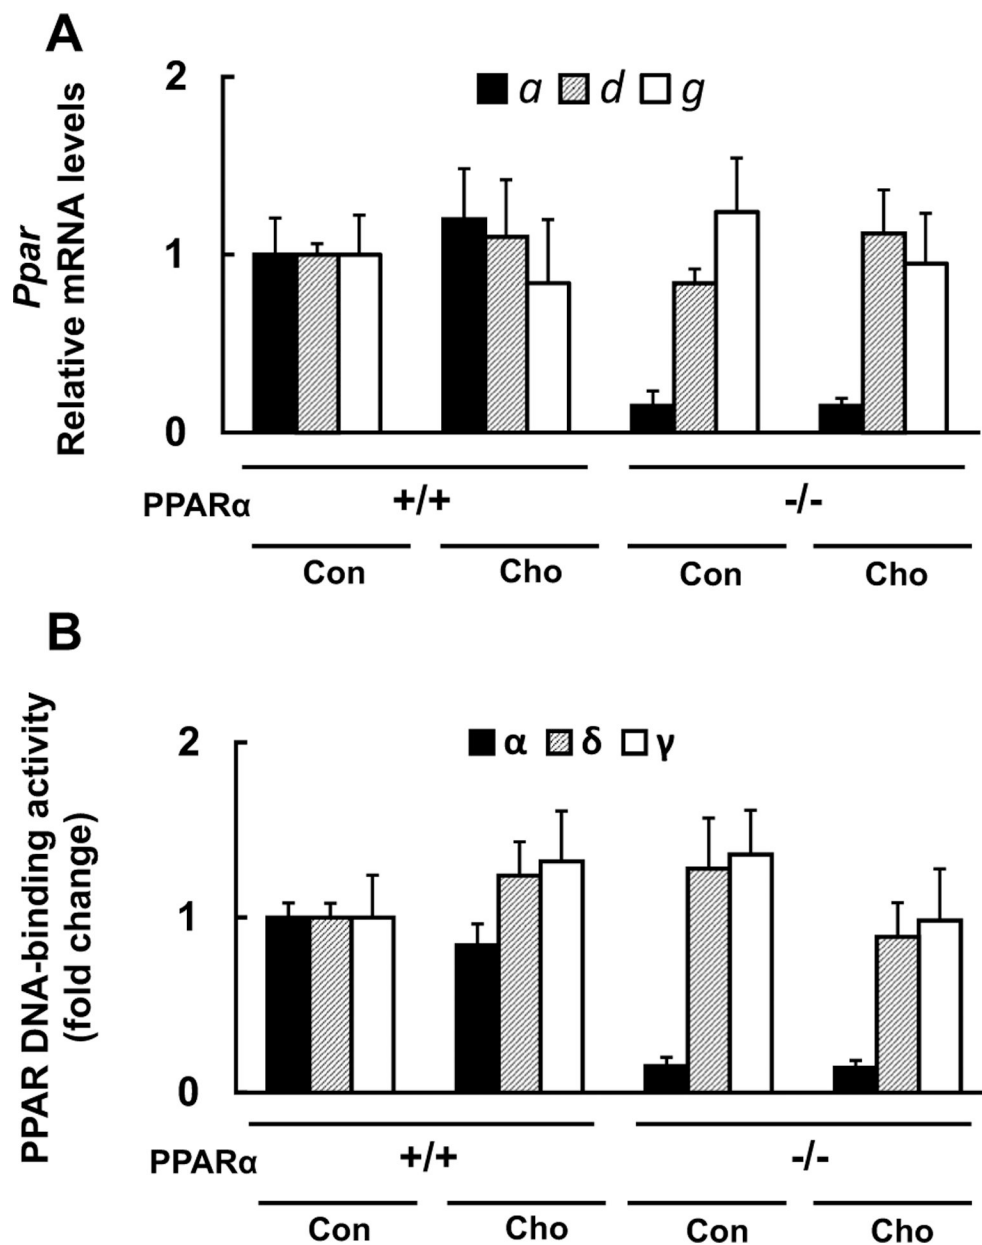 A
Ppar
Relative mRNA levels
2
1
0
a d g
PPARα +/+ -/-
Con Cho Con Cho
B
PPAR DNA-binding activity
(fold change)
2
1
0
α δ γ
PPARα +/+ -/-
Con Cho Con Cho